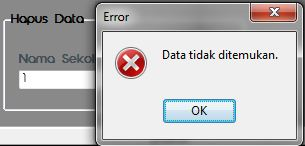 Hapus Data
Error
Nama Sekol
1
Data tidak ditemukan.
OK